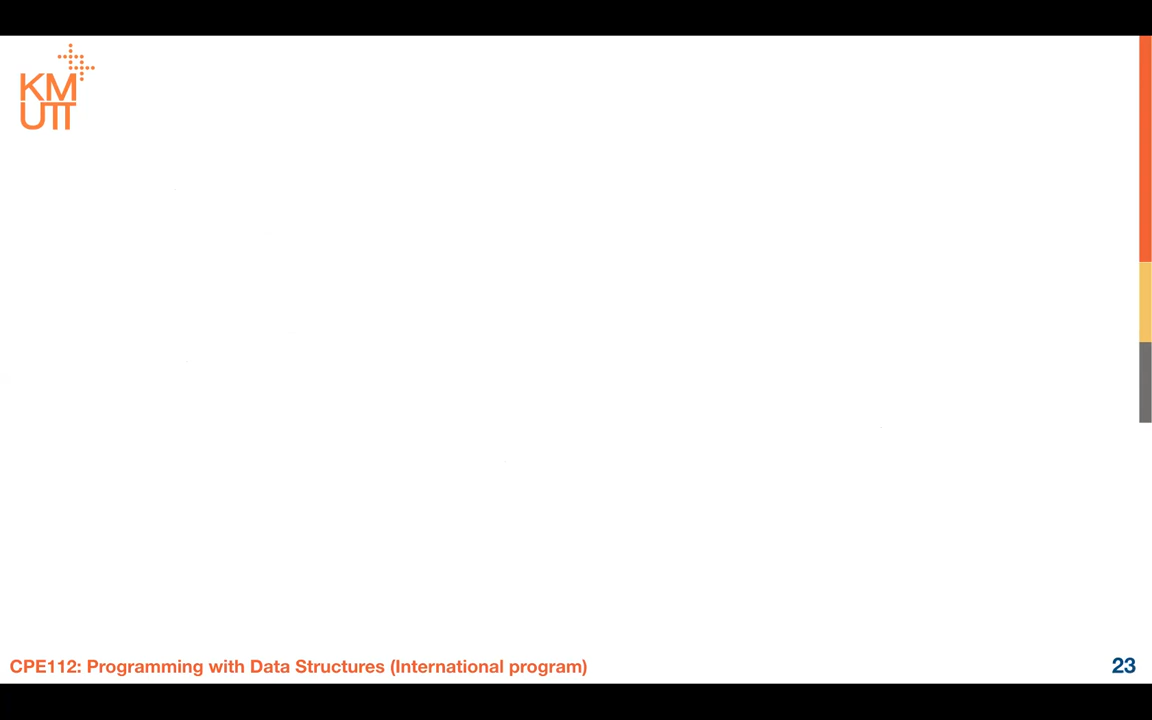 KM
UTT
CPE112: Programming with Data Structures (International program)
23